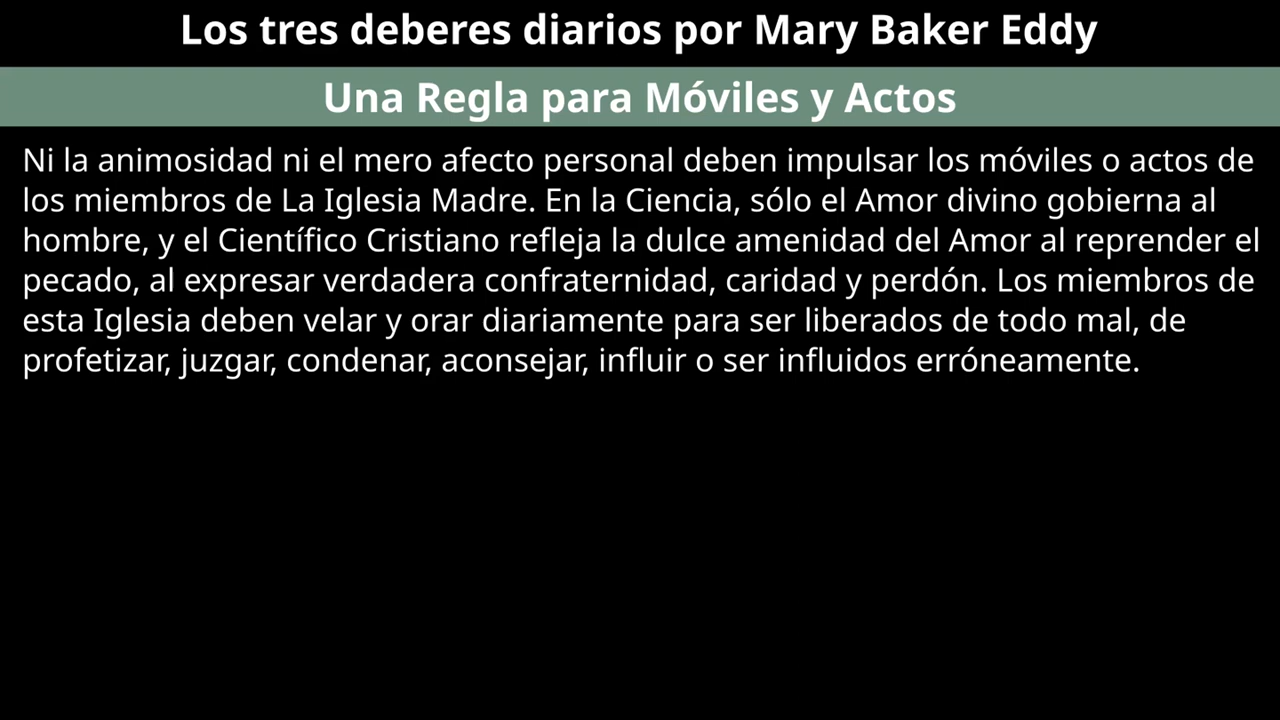 Los tres deberes diarios por Mary Baker Eddy
Una Regla para Móviles y Actos
Ni la animosidad ni el mero afecto personal deben impulsar los móviles o actos de
los miembros de La Iglesia Madre. En la Ciencia, sólo el Amor divino gobierna al
hombre, y el Científico Cristiano refleja la dulce amenidad del Amor al reprender el
pecado, al expresar verdadera confraternidad, caridad y perdón. Los miembros de
esta Iglesia deben velar y orar diariamente para ser liberados de todo mal, de
profetizar, juzgar, condenar, aconsejar, influir o ser influidos erróneamente.